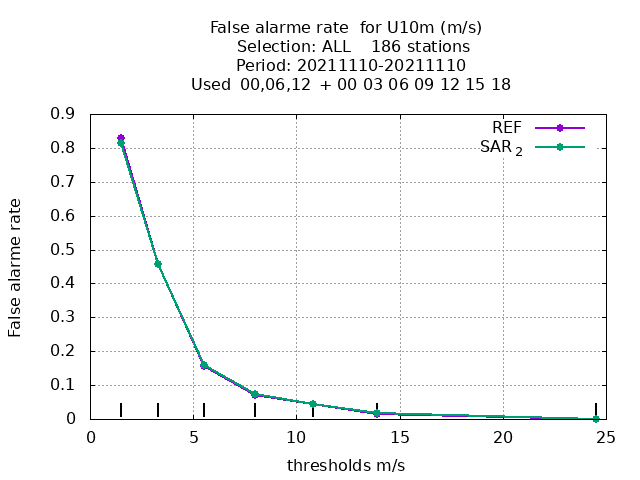 False alarme rate  for U10m (m/s)
Selection: ALL    186 stations
Period: 20211110-20211110
Used  00,06,12  + 00 03 06 09 12 15 18
REF
SAR 2
0.9
0.8
0.7
0.6
0.5
0.4
0.3
0.2
0.1
0
False alarme rate
0 5 10 15 20 25
thresholds m/s